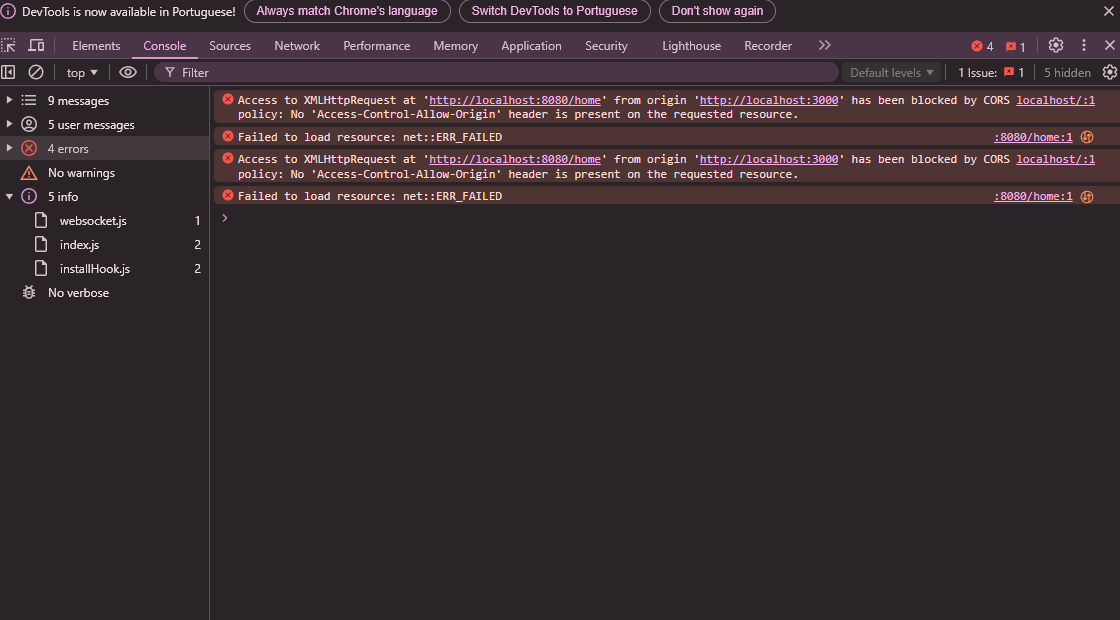 DevTools is now available in Portuguese! Always match Chrome's language Switch DevTools to Portuguese Don't show again
Elements Console Sources Network Performance Memory Application Security Lighthouse Recorder 4 1
top Filter Default levels 1 Issue: 1 5 hidden
9 messages
5 user messages
4 errors
No warnings
5 info
websocket.js 1
index.js 2
installHook.js 2
No verbose
Access to XMLHttpRequest at 'http://localhost:8080/home' from origin 'http://localhost:3000' has been blocked by CORS localhost/:1
policy: No 'Access-Control-Allow-Origin' header is present on the requested resource.
Failed to load resource: net::ERR_FAILED :8080/home:1
Access to XMLHttpRequest at 'http://localhost:8080/home' from origin 'http://localhost:3000' has been blocked by CORS localhost/:1
policy: No 'Access-Control-Allow-Origin' header is present on the requested resource.
Failed to load resource: net::ERR_FAILED :8080/home:1